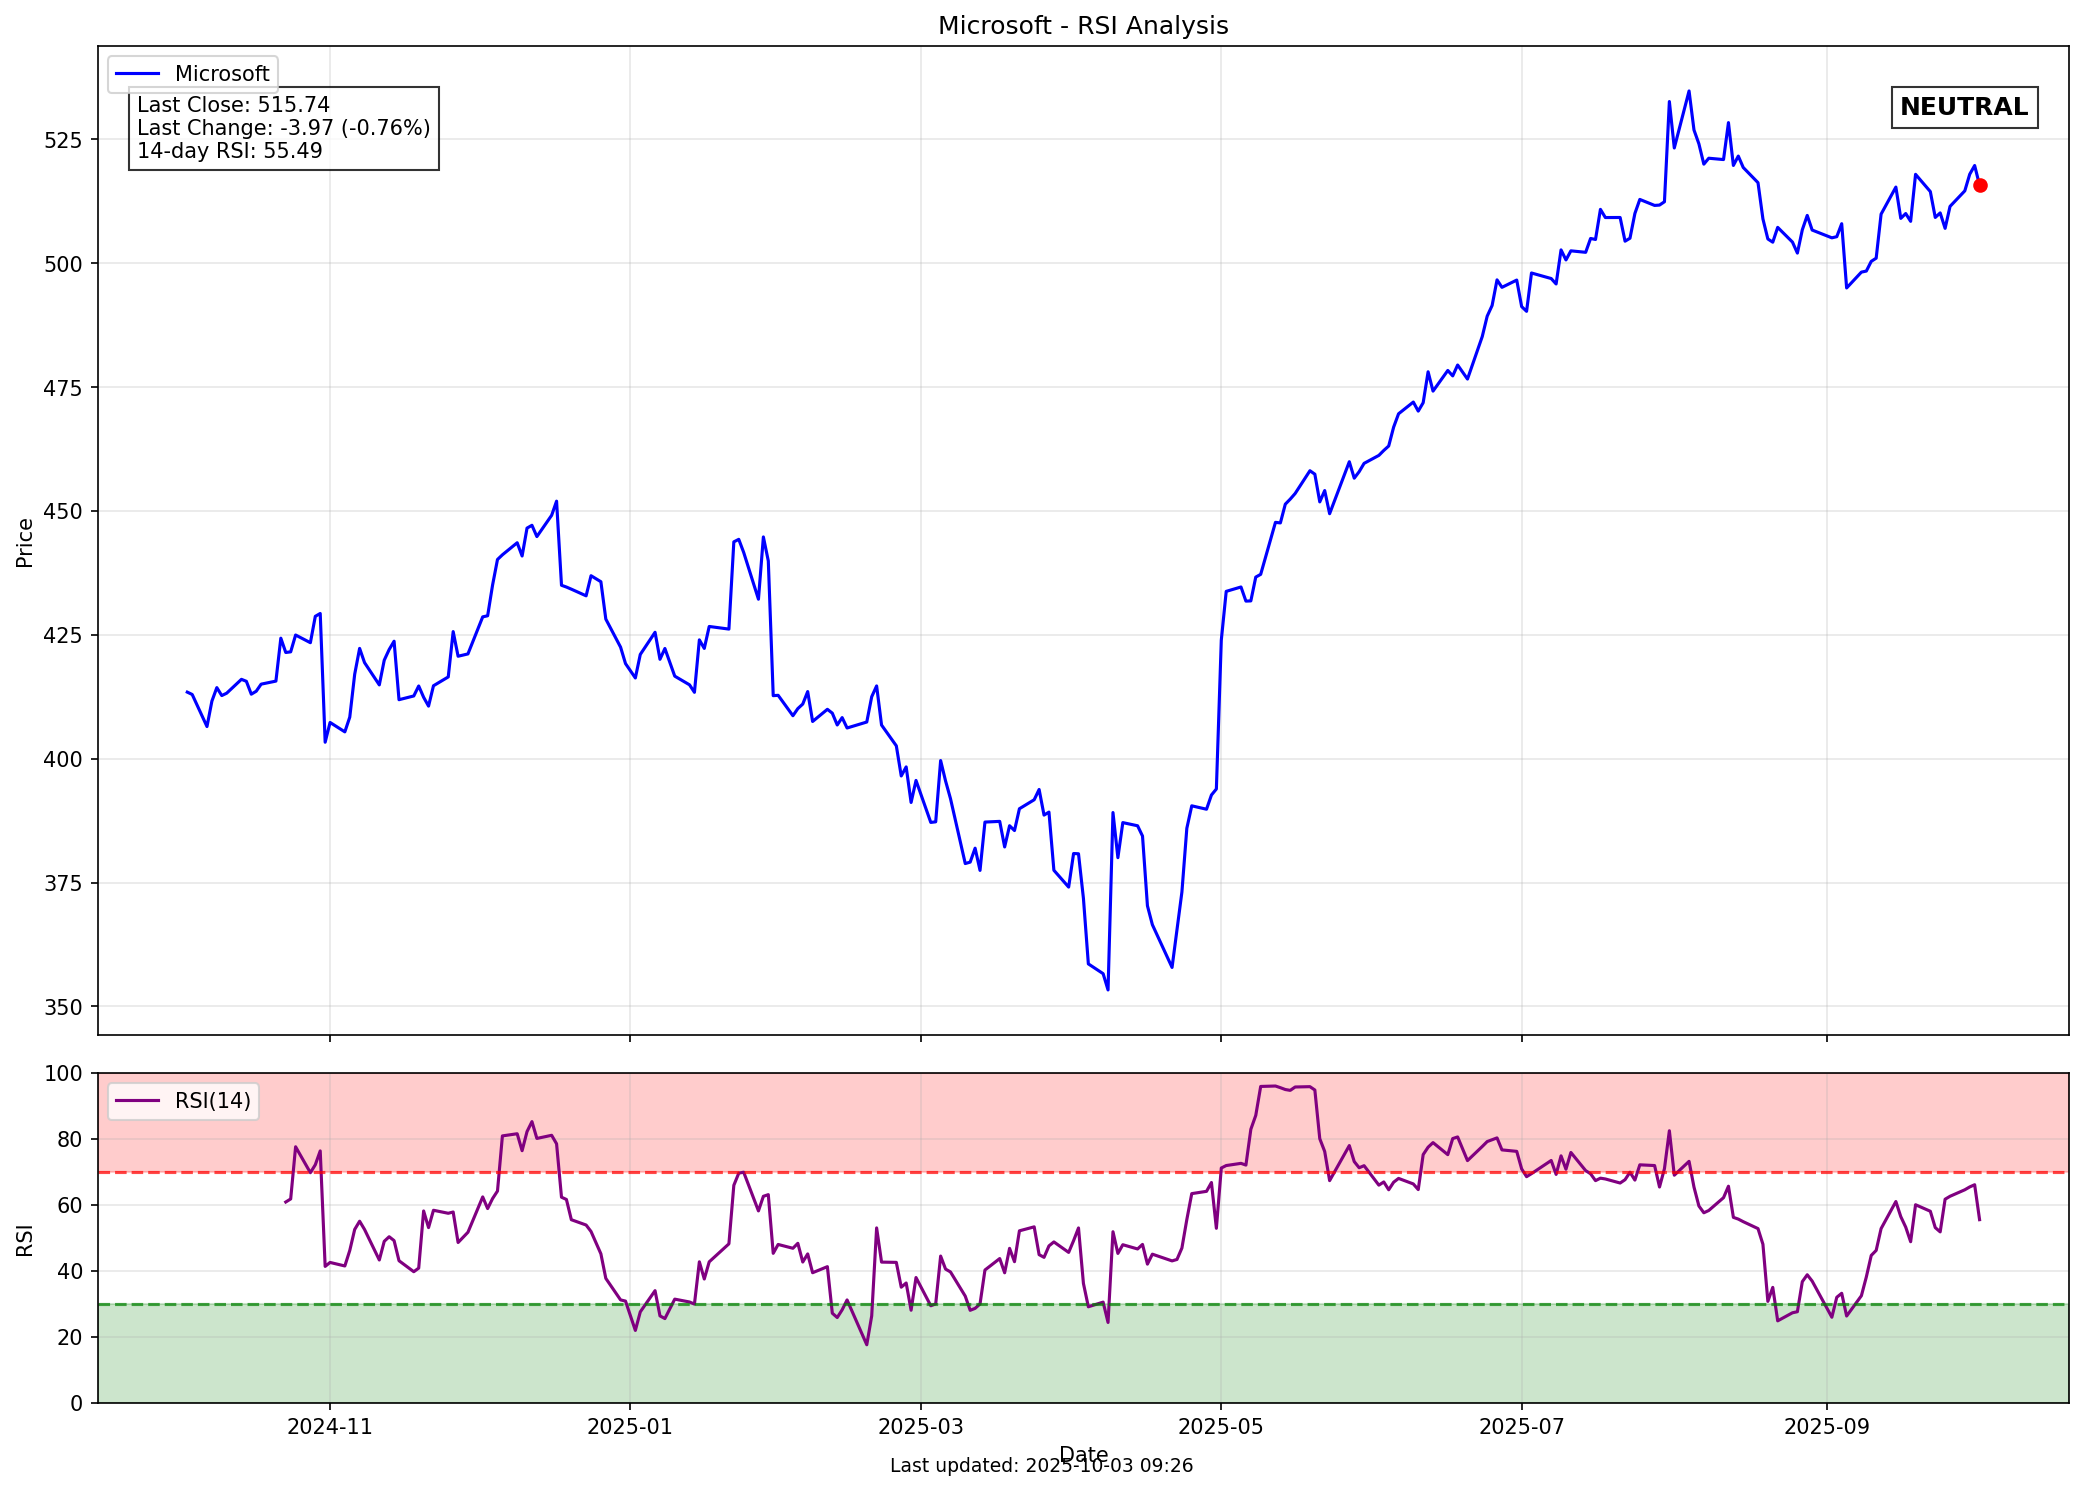 Microsoft - RSI Analysis
Microsoft
Last Close: 515.74
Last Change: -3.97 (-0.76%)
14-day RSI: 55.49
NEUTRAL
Price
525
500
475
450
425
400
375
350
RSI(14)
RSI
100
80
60
40
20
0
2024-11
2025-01
2025-03
2025-05
2025-07
2025-09
Date
Last updated: 2025-10-03 09:26